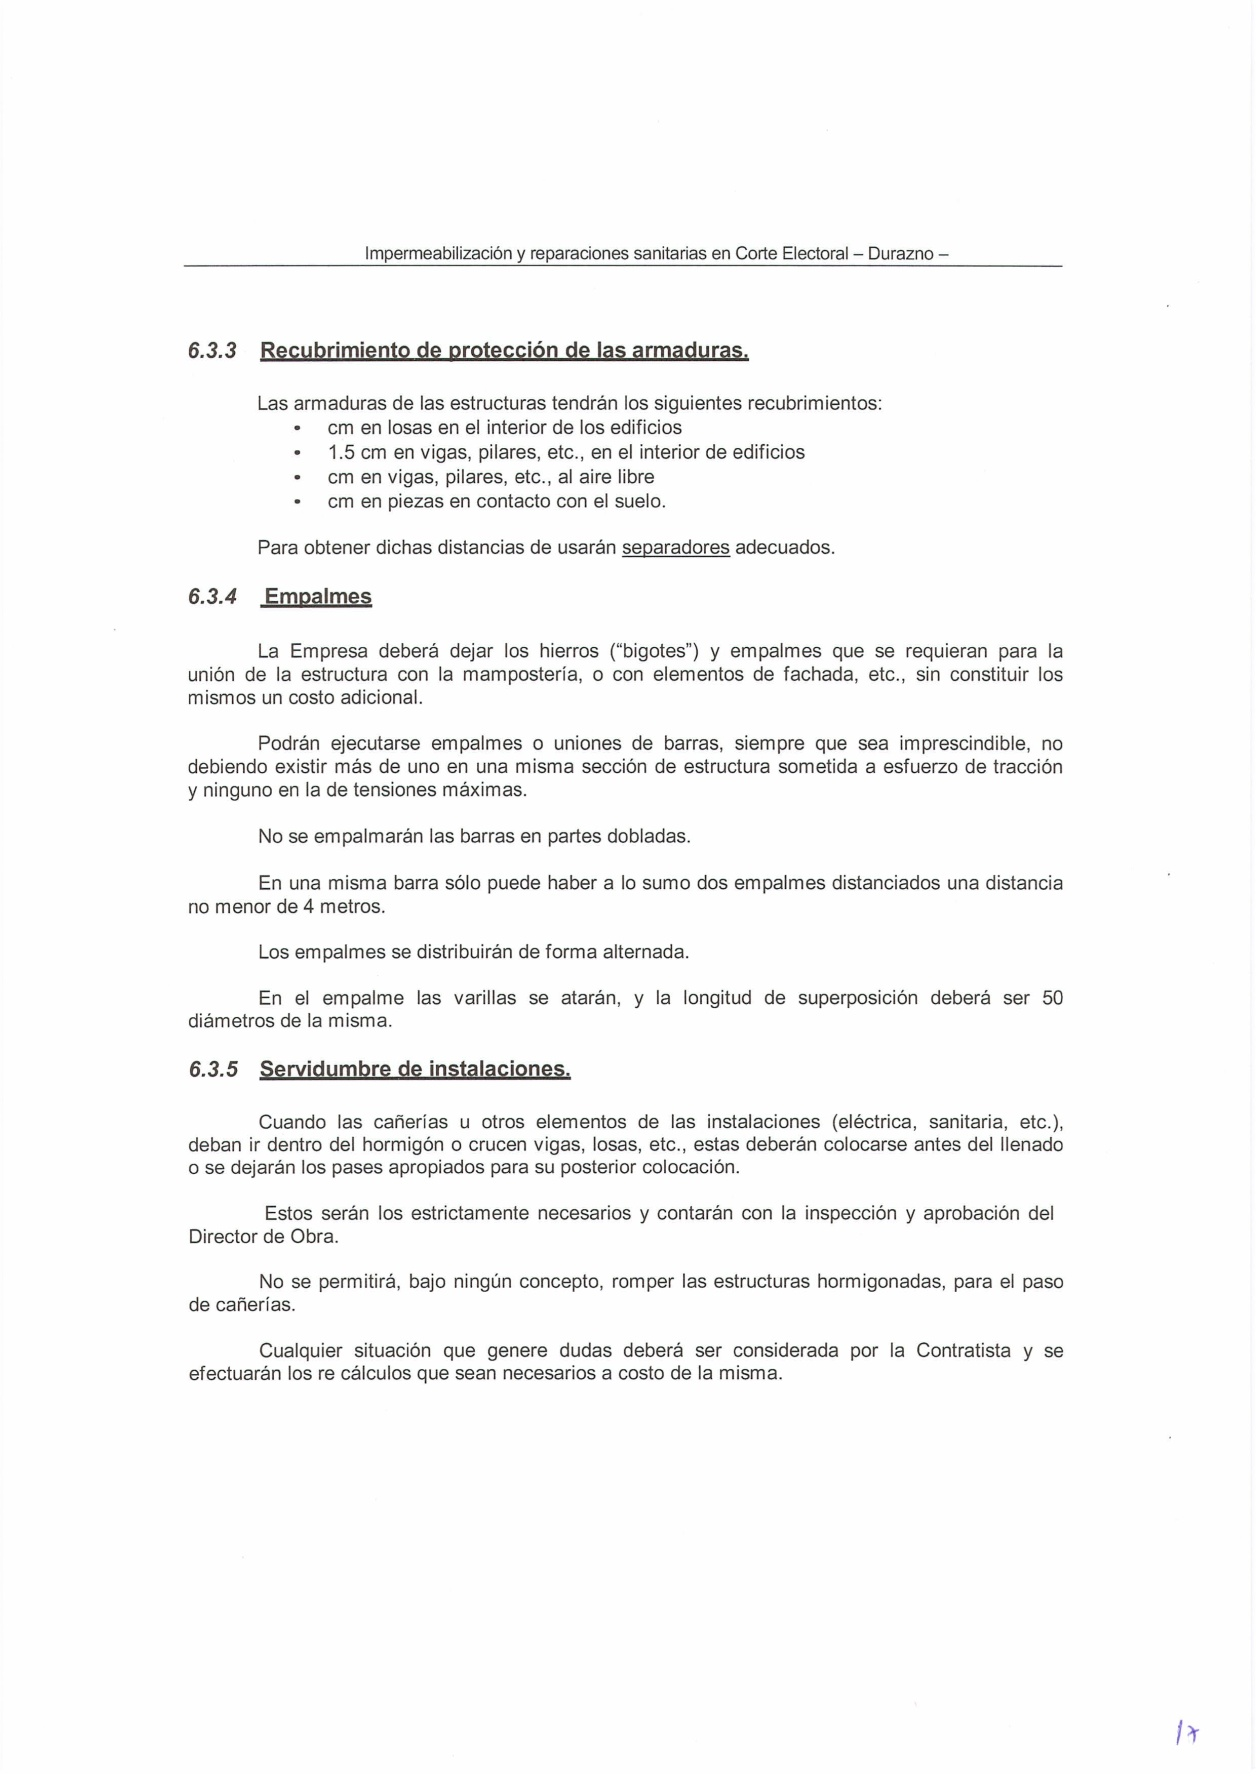 Impermeabilización y reparaciones sanitarias en Corte Electoral – Durazno –
6.3.3 Recubrimiento de protección de las armaduras.
Las armaduras de las estructuras tendrán los siguientes recubrimientos:
• cm en losas en el interior de los edificios
• 1.5 cm en vigas, pilares, etc., en el interior de edificios
• cm en vigas, pilares, etc., al aire libre
• cm en piezas en contacto con el suelo.
Para obtener dichas distancias de usarán separadores adecuados.
6.3.4 Empalmes
La Empresa deberá dejar los hierros (“bigotes”) y empalmes que se requieran para la
unión de la estructura con la mampostería, o con elementos de fachada, etc., sin constituir los
mismos un costo adicional.
Podrán ejecutarse empalmes o uniones de barras, siempre que sea imprescindible, no
debiendo existir más de uno en una misma sección de estructura sometida a esfuerzo de tracción
y ninguno en la de tensiones máximas.
No se empalmarán las barras en partes dobladas.
En una misma barra sólo puede haber a lo sumo dos empalmes distanciados una distancia
no menor de 4 metros.
Los empalmes se distribuirán de forma alternada.
En el empalme las varillas se atarán, y la longitud de superposición deberá ser 50
diámetros de la misma.
6.3.5 Servidumbre de instalaciones.
Cuando las cañerías u otros elementos de las instalaciones (eléctrica, sanitaria, etc.),
deban ir dentro del hormigón o crucen vigas, losas, etc., estas deberán colocarse antes del llenado
o se dejarán los pases apropiados para su posterior colocación.
Estos serán los estrictamente necesarios y contarán con la inspección y aprobación del
Director de Obra.
No se permitirá, bajo ningún concepto, romper las estructuras hormigonadas, para el paso
de cañerías.
Cualquier situación que genere dudas deberá ser considerada por la Contratista y se
efectuarán los re cálculos que sean necesarios a costo de la misma.
17